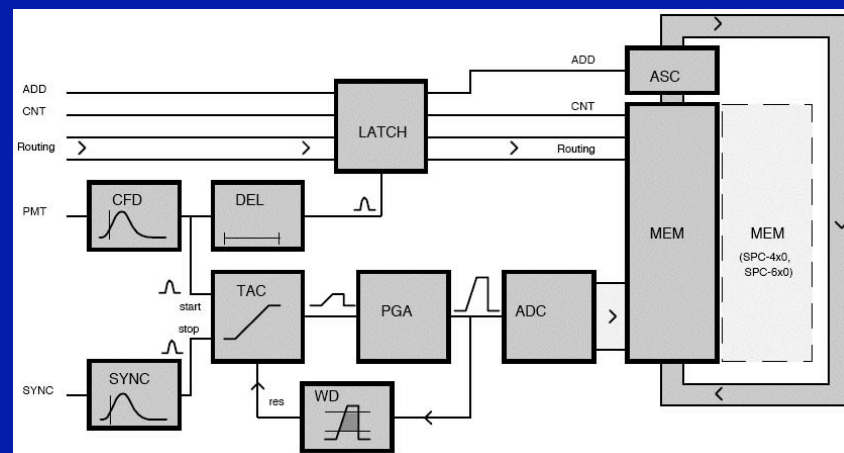 ADD
ASC
ADD
CNT
CNT
LATCH
Routing
Routing
CFD
DEL
PMT
MEM
MEM
(SPC-4x0,
SPC-6x0)
TAC
start
stop
PGA
ADC
SYNC
SYNC
res
WD